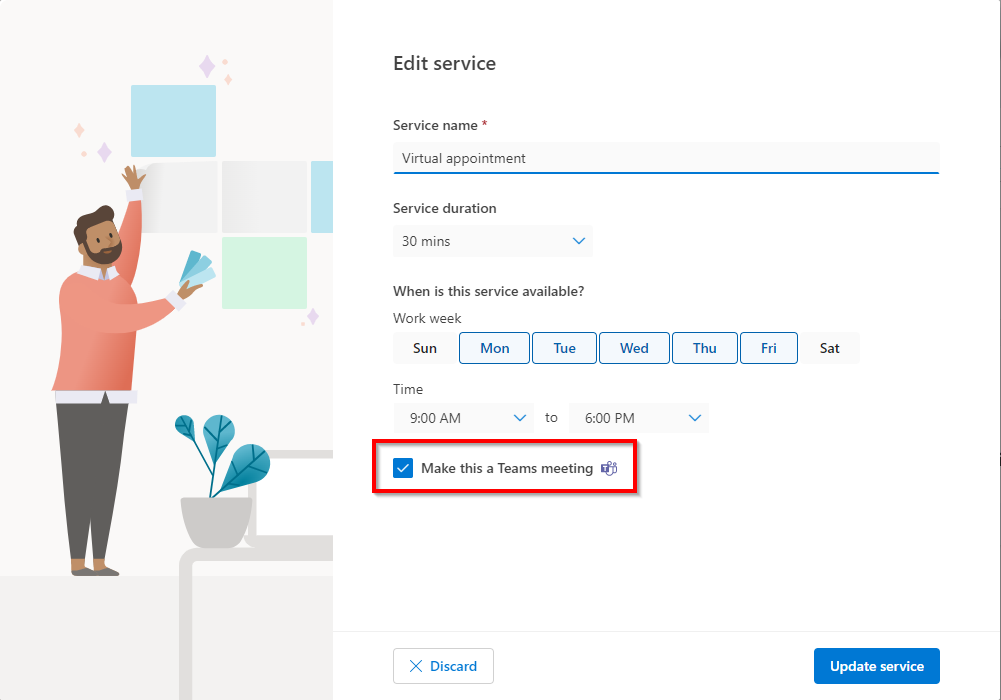 Edit service
Service name *
Virtual appointment
Service duration
30 mins
When is this service available?
Work week
Sun Mon Tue Wed Thu Fri Sat
Time
9:00 AM to 6:00 PM
Make this a Teams meeting
Discard Update service